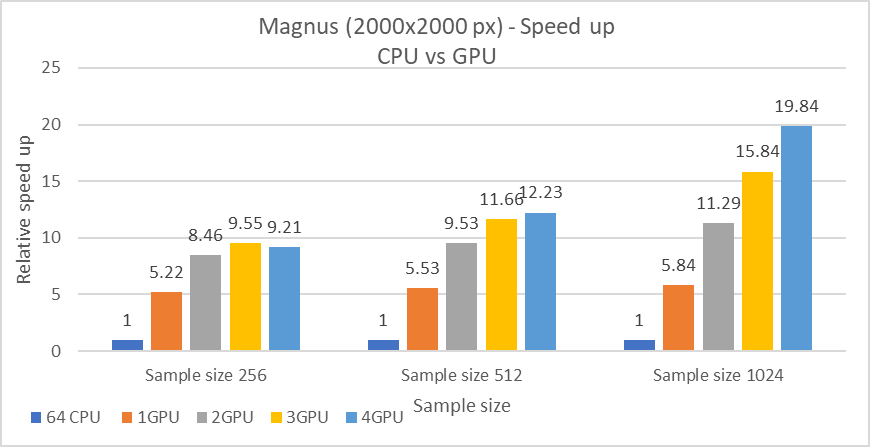 Magnus (2000x2000 px) - Speed up
CPU vs GPU
Relative speed up
25
20
15
10
5
0
1
5.22
8.46
9.55
9.21
1
5.53
9.53
11.66
12.23
1
5.84
11.29
15.84
19.84
Sample size 256
Sample size 512
Sample size 1024
Sample size
64 CPU
1GPU
2GPU
3GPU
4GPU